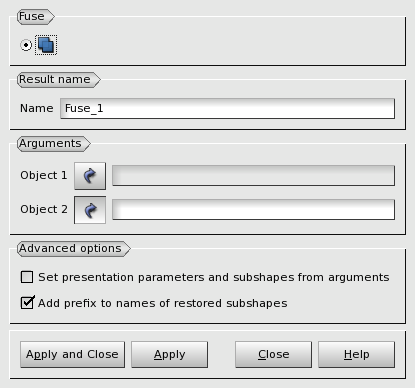 Fuse
Result name
Name Fuse_1
Arguments
Object 1
Object 2
Advanced options
Set presentation parameters and subshapes from arguments
Add prefix to names of restored subshapes
Apply and Close Apply Close Help